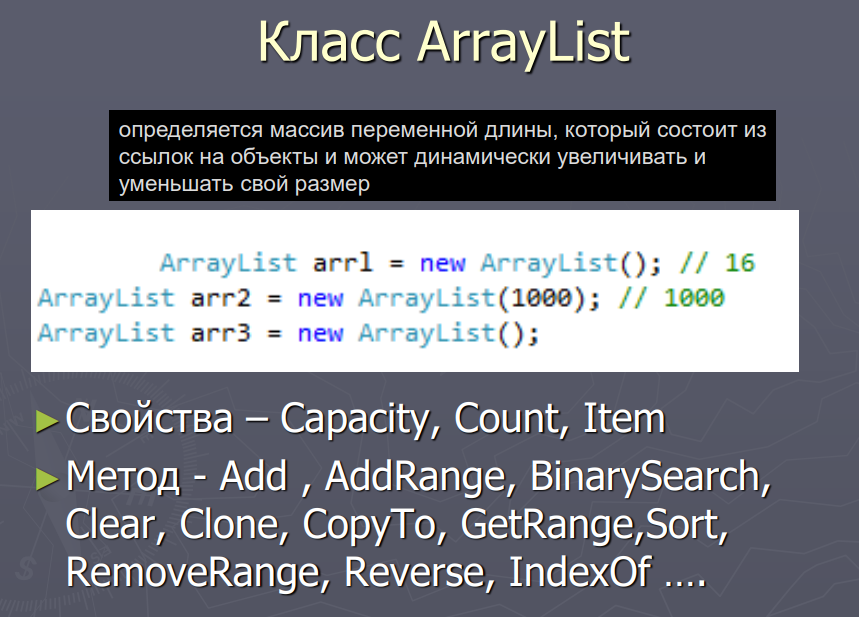 Класс ArrayList
определяется массив переменной длины, который состоит из
ссылок на объекты и может динамически увеличивать и
уменьшать свой размер
ArrayList arrl = new ArrayList(); // 16
ArrayList arr2 = new ArrayList(1000); // 1000
ArrayList arr3 = new ArrayList();
►Свойства – Capacity, Count, Item
►Метод - Add , AddRange, BinarySearch,
Clear, Clone, CopyTo, GetRange,Sort,
RemoveRange, Reverse, IndexOf ….